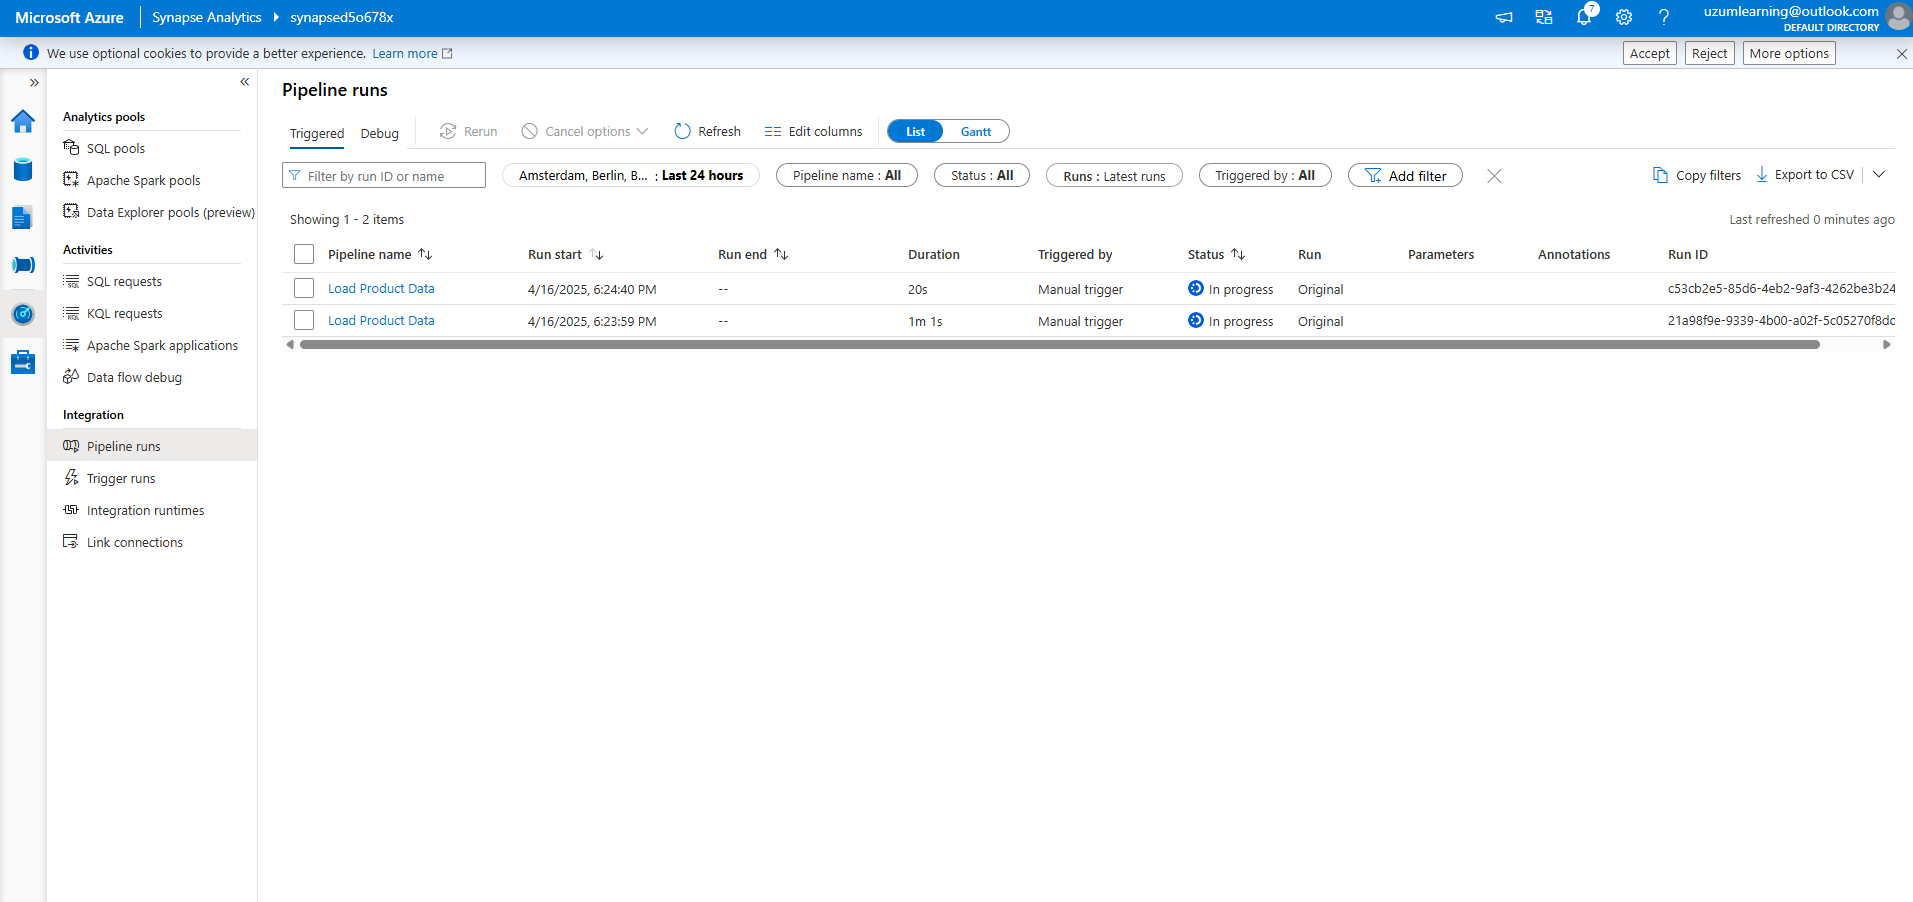 Microsoft Azure Synapse Analytics synapsed5o678x 7 uzumlearning@outlook.com
DEFAULT DIRECTORY
We use optional cookies to provide a better experience. Learn more Accept Reject More options
Pipeline runs
Analytics pools
SQL pools
Apache Spark pools
Data Explorer pools (preview)
Activities
SQL requests
KQL requests
Apache Spark applications
Data flow debug
Integration
Pipeline runs
Trigger runs
Integration runtimes
Link connections
Triggered Debug Rerun Cancel options Refresh Edit columns List Gantt
Filter by run ID or name Amsterdam, Berlin, B... : Last 24 hours Pipeline name : All Status : All Runs : Latest runs Triggered by : All Add filter Copy filters Export to CSV
Showing 1 - 2 items Last refreshed 0 minutes ago
Pipeline name Run start Run end Duration Triggered by Status Run Parameters Annotations Run ID
Load Product Data 4/16/2025, 6:24:40 PM -- 20s Manual trigger In progress Original c53cb2e5-85d6-4eb2-9af3-4262be3b24
Load Product Data 4/16/2025, 6:23:59 PM -- 1m 1s Manual trigger In progress Original 21a98f9e-9339-4b00-a02f-5c05270f8dc